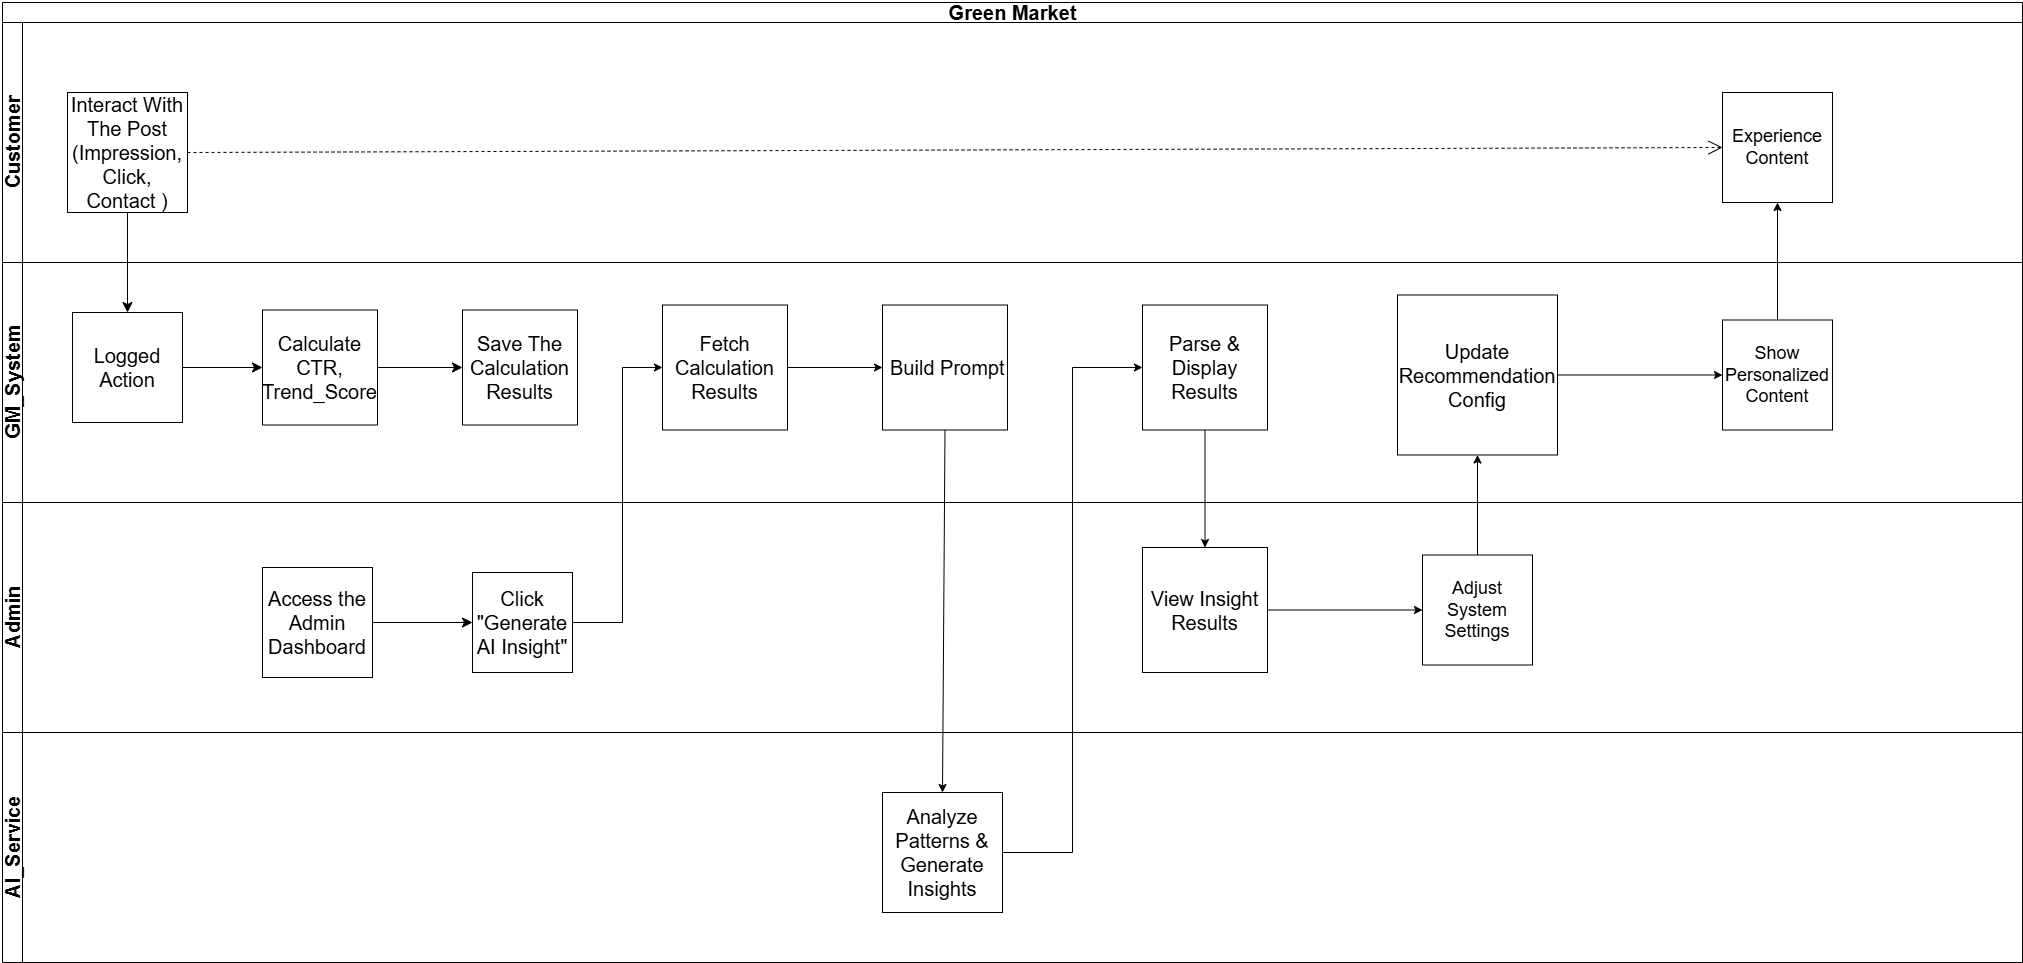 Green Market
Customer
Interact With
The Post
(Impression,
Click,
Contact )
Experience
Content
GM_System
Logged
Action
Calculate
CTR,
Trend_Score
Save The
Calculation
Results
Fetch
Calculation
Results
Build Prompt
Parse &
Display
Results
Update
Recommendation
Config
Show
Personalized
Content
Admin
Access the
Admin
Dashboard
Click
"Generate
AI Insight"
View Insight
Results
Adjust
System
Settings
AI_Service
Analyze
Patterns &
Generate
Insights